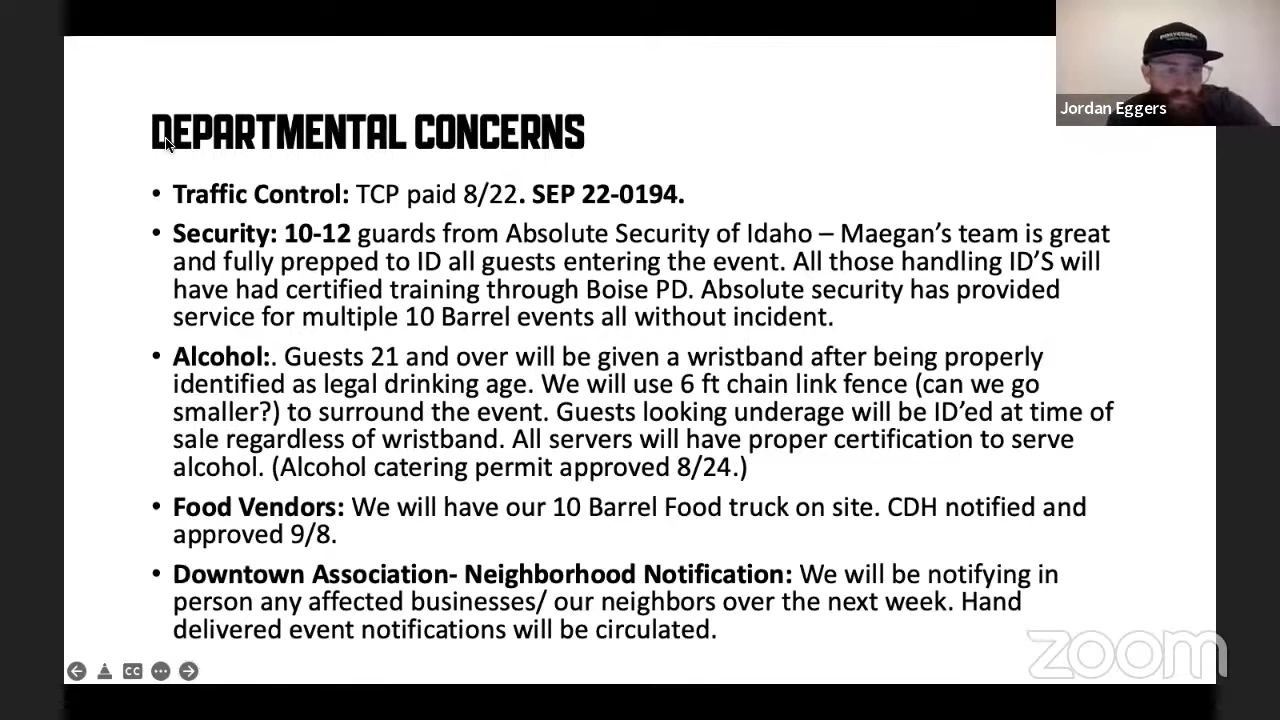 DEPARTMENTAL CONCERNS
Jordan Eggers
• Traffic Control: TCP paid 8/22. SEP 22-0194.
• Security: 10-12 guards from Absolute Security of Idaho – Maegan's team is great
and fully prepped to ID all guests entering the event. All those handling ID'S will
have had certified training through Boise PD. Absolute security has provided
service for multiple 10 Barrel events all without incident.
• Alcohol:. Guests 21 and over will be given a wristband after being properly
identified as legal drinking age. We will use 6 ft chain link fence (can we go
smaller?) to surround the event. Guests looking underage will be ID'ed at time of
sale regardless of wristband. All servers will have proper certification to serve
alcohol. (Alcohol catering permit approved 8/24.)
• Food Vendors: We will have our 10 Barrel Food truck on site. CDH notified and
approved 9/8.
• Downtown Association- Neighborhood Notification: We will be notifying in
person any affected businesses/ our neighbors over the next week. Hand
delivered event notifications will be circulated.
CC
zoom